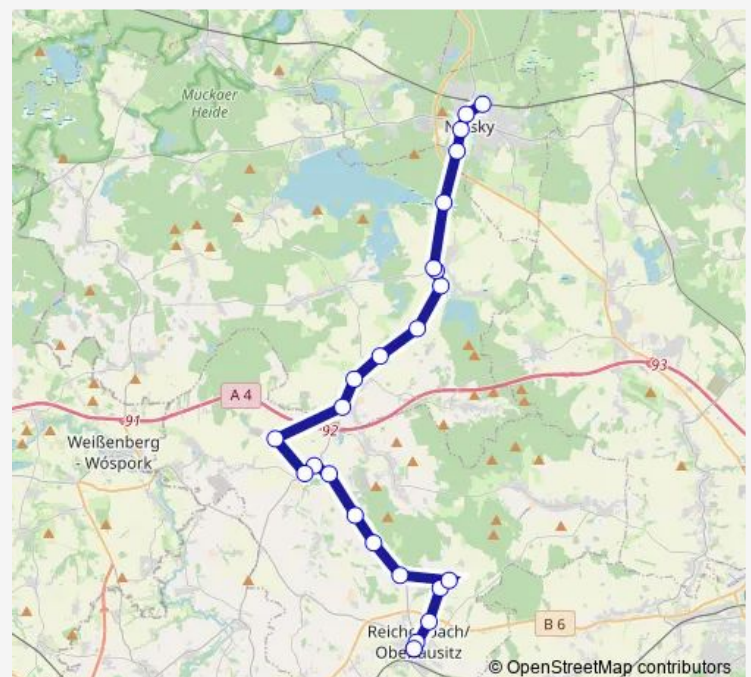 Muckaer
Heide
Niesky
A 4
91
92
93
Weißenberg
- Wóspork
B 6
Reichenbach/
Oberlausitz
© OpenStreetMap contributors